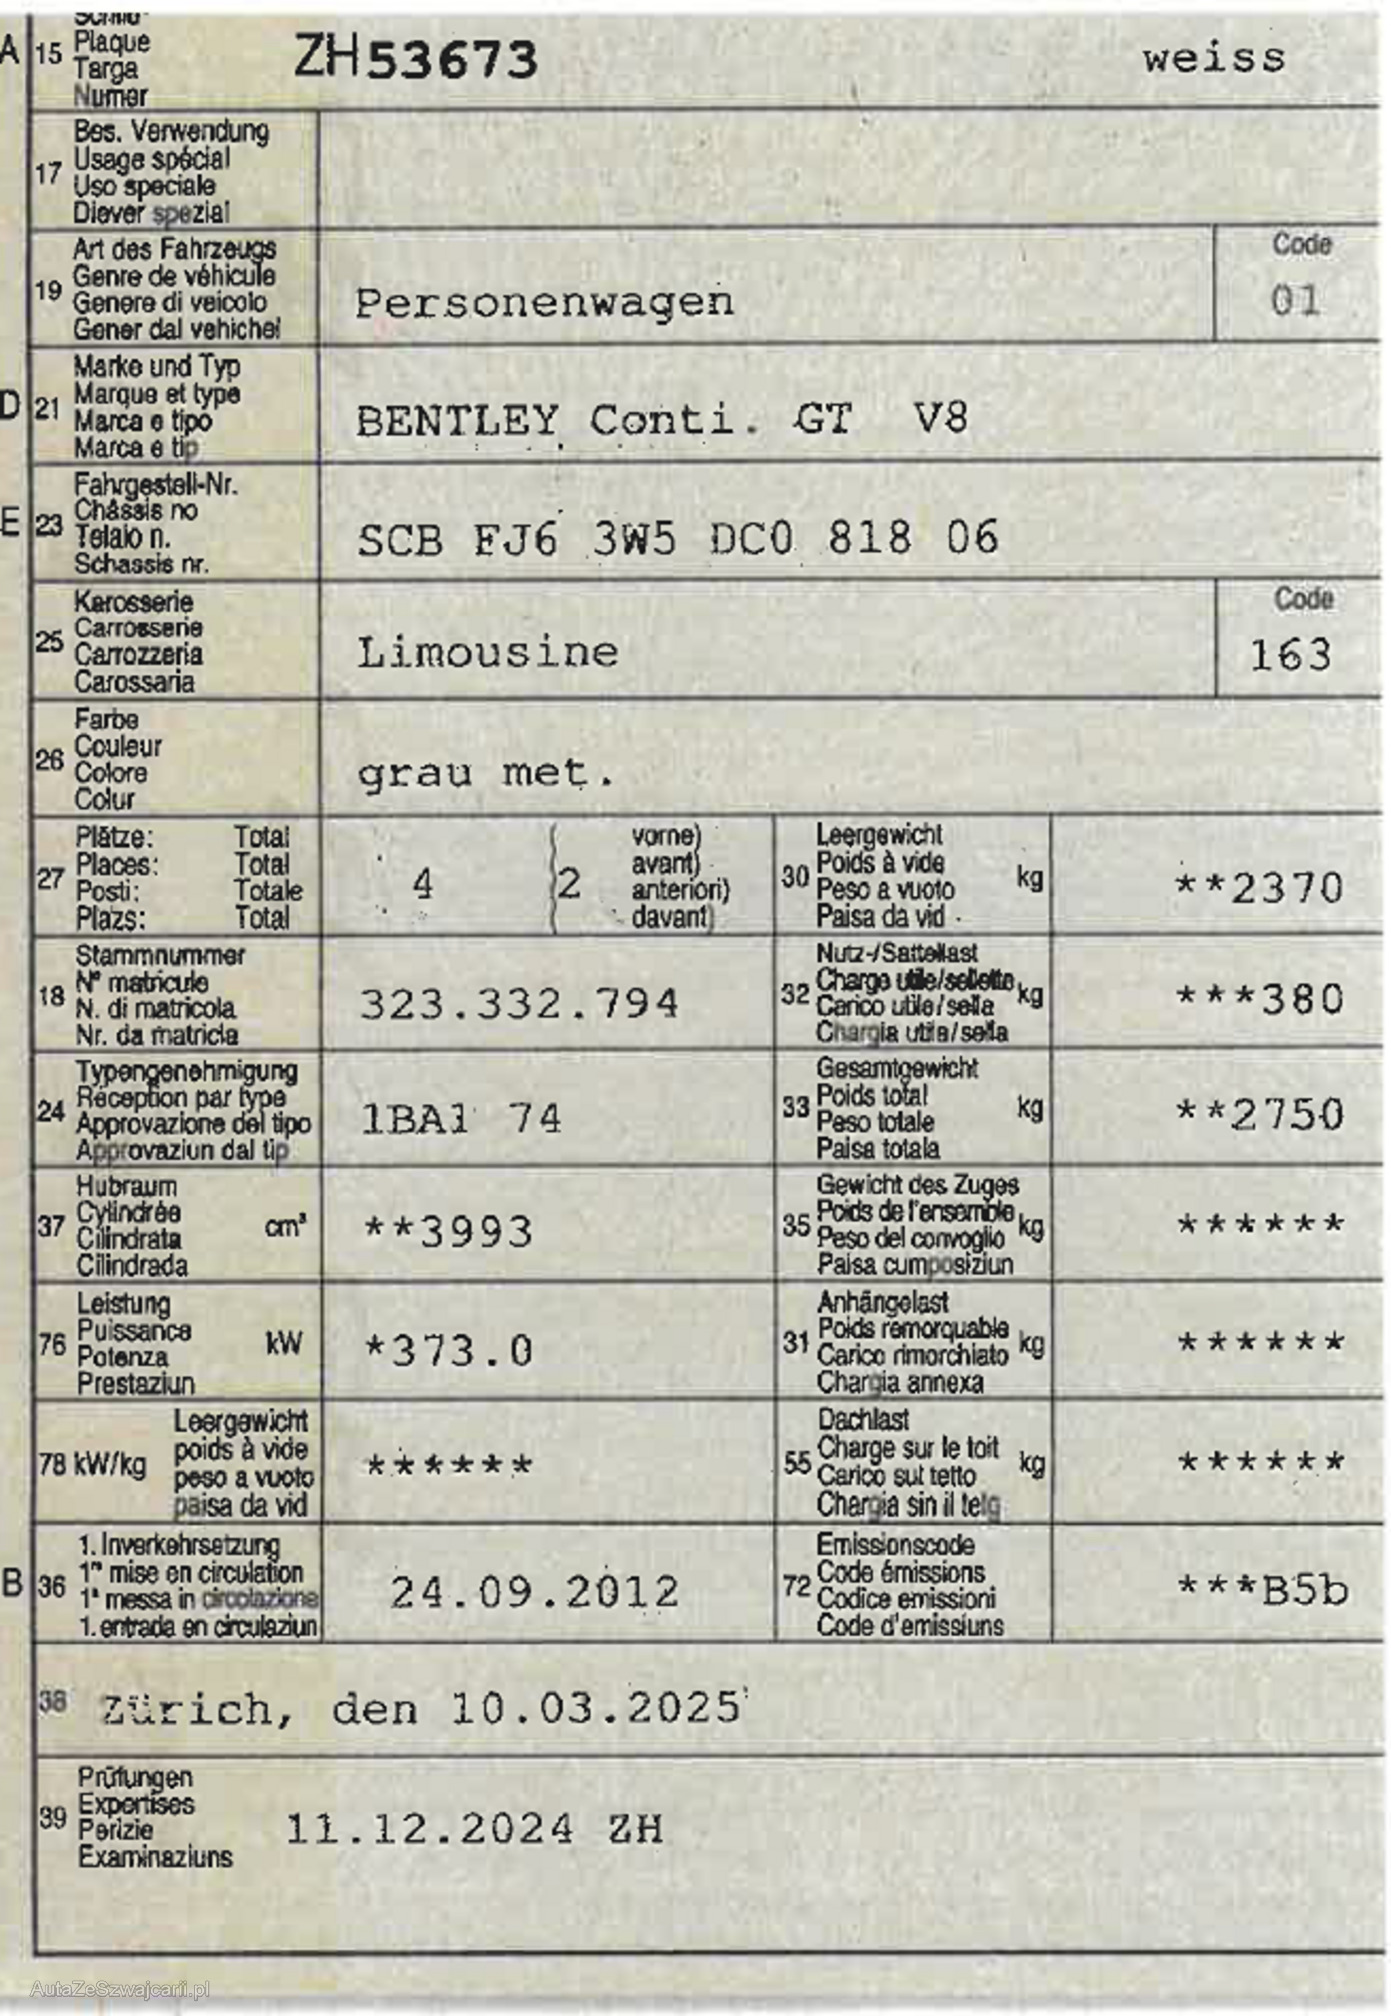 Schild
A 15 Plaque ZH 53673 weiss
Targa
Numer
Bes. Verwendung
17 Usage spécial
Uso speciale
Diever spezial
Art des Fahrzeugs Code
19 Genre de véhicule
Genere di veicolo Personenwagen 01
Gener dal vehichel
Marke und Typ
D 21 Marque et type
Marca e tipo BENTLEY Conti. GT V8
Marca e tip
Fahrgestell-Nr.
E 23 Châssis no
Telaio n. SCB FJ6 3W5 DC0 818 06
Schassis nr.
Karosserie Code
25 Carrosserie
Carrozzeria Limousine 163
Carossaria
Farbe
26 Couleur
Colore grau met.
Colur
Plätze: Total vorne) Leergewicht
27 Places: Total 4 (2 avant) 30 Poids à vide kg **2370
Posti: Totale anteriori) Peso a vuoto
Plazs: Total davant) Paisa da vid
Stammnummer Nutz-/Sattellast
18 N° matricule 323.332.794 32 Charge utile/sellette kg ***380
N. di matricola Carico utile/sella
Nr. da matricla Chargia utila/sella
Typengenehmigung Gesamtgewicht
24 Réception par type 1BA1 74 33 Poids total kg **2750
Approvazione del tipo Peso totale
Approvaziun dal tip Paisa totala
Hubraum Gewicht des Zuges
37 Cylindrée cm³ **3993 35 Poids de l'ensemble kg ******
Cilindrata Peso del convoglio
Cilindrada Paisa cumposiziun
Leistung Anhängelast
76 Puissance kW *373.0 31 Poids remorquable kg ******
Potenza Carico rimorchiato
Prestaziun Chargia annexa
Leergewicht Dachlast
78 kW/kg poids à vide ****** 55 Charge sur le toit kg ******
peso a vuoto Carico sul tetto
paisa da vid Chargia sin il tetg
1. Inverkehrsetzung Emissionscode
B 36 1re mise en circulation 24.09.2012 72 Code émissions ***B5b
1a messa in circolazione Codice emissioni
1. entrada en circulaziun Code d'emissiuns
38 Zürich, den 10.03.2025
Prüfungen
39 Expertises
Perizie 11.12.2024 ZH
Examinaziuns
AutaZeSzwajcarii.pl